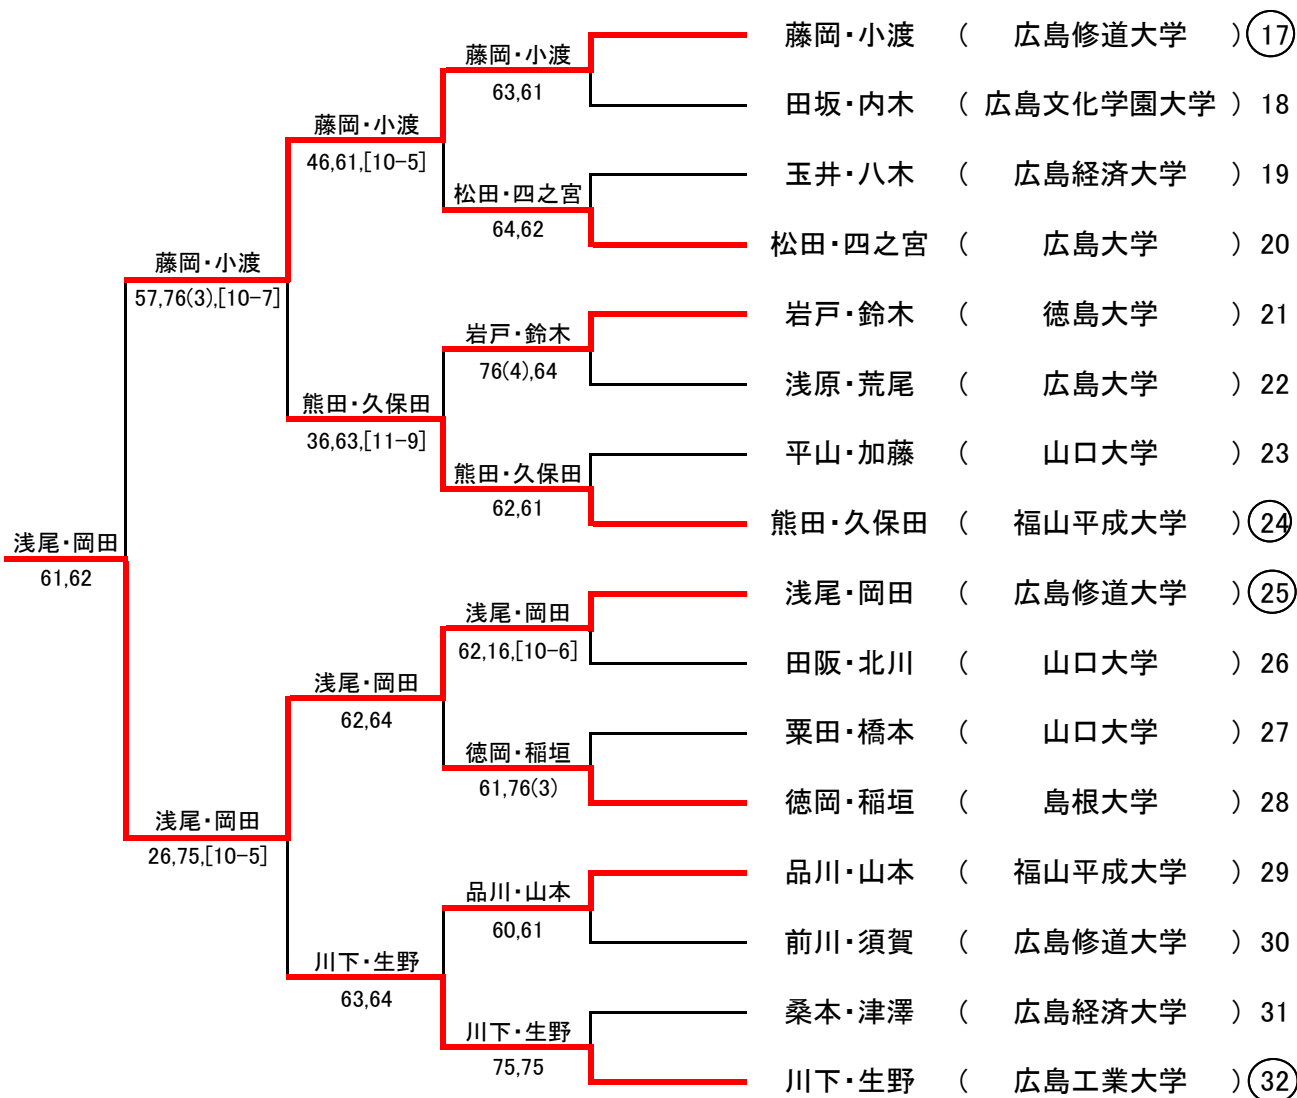 藤岡・小渡 ( 広島修道大学 ) 17
藤岡・小渡
63,61
田坂・内木 ( 広島文化学園大学 ) 18
藤岡・小渡
46,61,[10-5]
玉井・八木 ( 広島経済大学 ) 19
松田・四之宮
64,62
松田・四之宮 ( 広島大学 ) 20
藤岡・小渡
57,76(3),[10-7]
岩戸・鈴木 ( 徳島大学 ) 21
岩戸・鈴木
76(4),64
浅原・荒尾 ( 広島大学 ) 22
熊田・久保田
36,63,[11-9]
平山・加藤 ( 山口大学 ) 23
熊田・久保田
62,61
熊田・久保田 ( 福山平成大学 ) 24
浅尾・岡田
61,62
浅尾・岡田 ( 広島修道大学 ) 25
浅尾・岡田
62,16,[10-6]
田阪・北川 ( 山口大学 ) 26
浅尾・岡田
62,64
粟田・橋本 ( 山口大学 ) 27
徳岡・稲垣
61,76(3)
徳岡・稲垣 ( 島根大学 ) 28
浅尾・岡田
26,75,[10-5]
品川・山本 ( 福山平成大学 ) 29
品川・山本
60,61
前川・須賀 ( 広島修道大学 ) 30
川下・生野
63,64
桑本・津澤 ( 広島経済大学 ) 31
川下・生野
75,75
川下・生野 ( 広島工業大学 ) 32